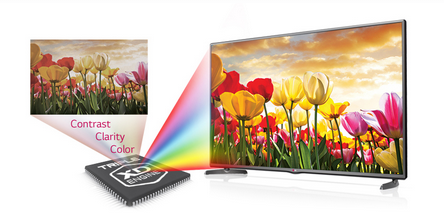 Contrast
Clarity
Color
TRIPLE
XD
ENGINE